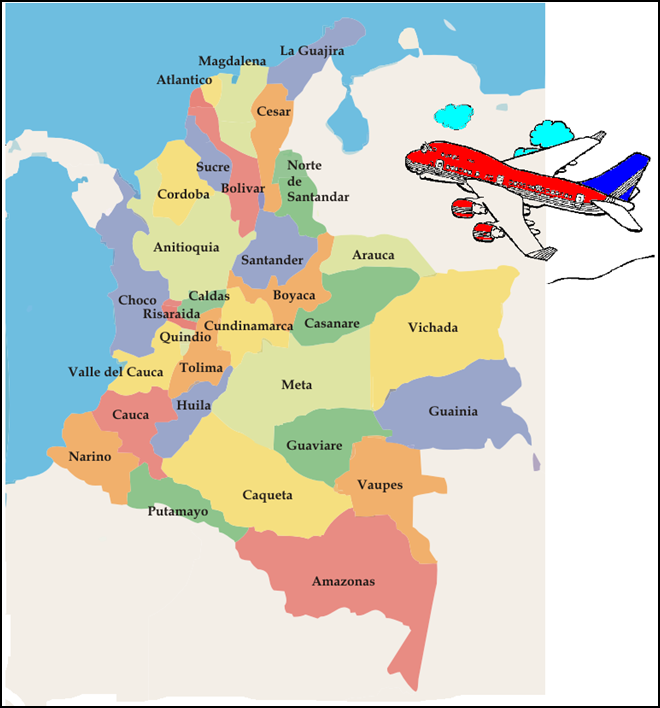 La Guajira
Magdalena
Atlantico
Cesar
Norte
de
Santandar
Sucre
Bolivar
Cordoba
Anitioquia
Santander
Arauca
Choco
Caldas
Boyaca
Risaraida
Cundinamarca
Casanare
Vichada
Quindio
Valle del Cauca
Tolima
Meta
Huila
Cauca
Guainia
Guaviare
Narino
Vaupes
Caqueta
Putamayo
Amazonas